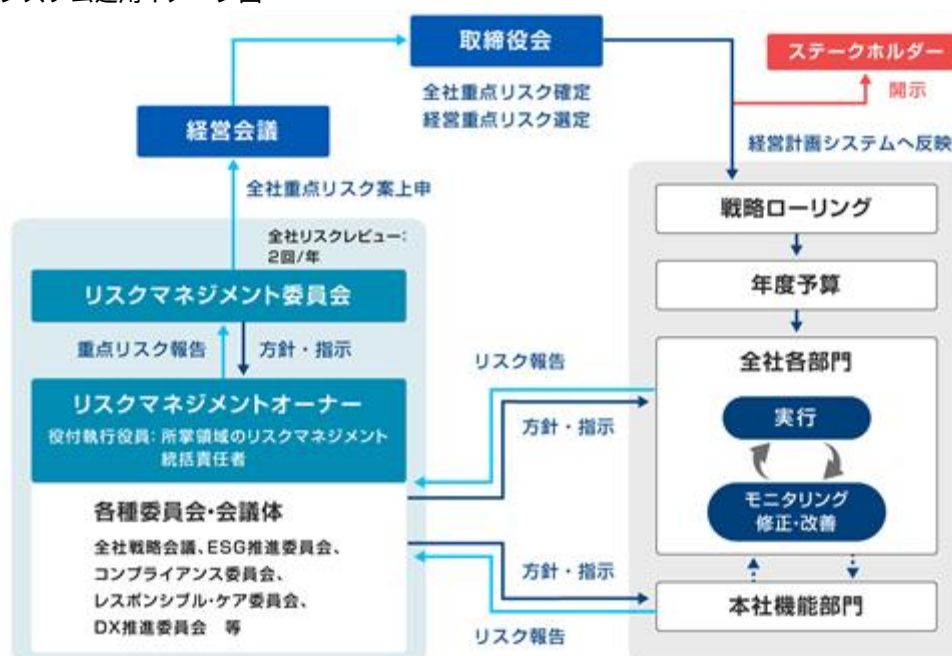 取締役会
ステークホルダー
全社重点リスク確定
経営重点リスク選定
開示
経営会議
経営計画システムへ反映
全社重点リスク案上申
戦略ローリング
全社リスクレビュー:
2回/年
リスクマネジメント委員会
年度予算
重点リスク報告
方針・指示
リスク報告
全社各部門
リスクマネジメントオーナー
役付執行役員: 所掌領域のリスクマネジメント
統括責任者
方針・指示
実行
各種委員会・会議体
モニタリング
修正・改善
全社戦略会議、ESG推進委員会、
コンプライアンス委員会、
レスポンシブル・ケア委員会、
DX推進委員会 等
方針・指示
本社機能部門
リスク報告